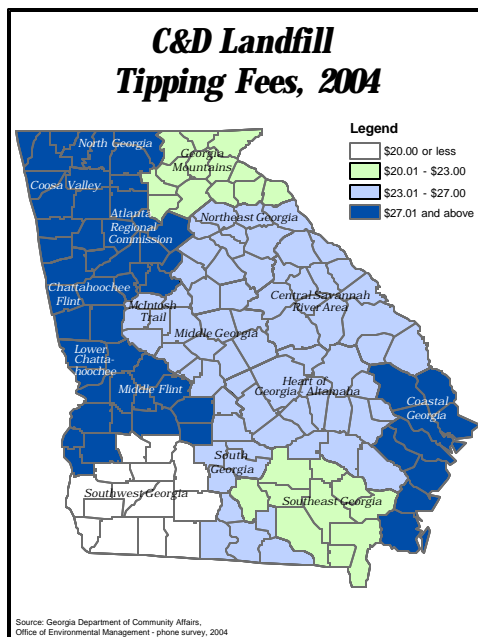 C&D Landfill
Tipping Fees, 2004
Legend
$20.00 or less
$20.01 - $23.00
$23.01 - $27.00
$27.01 and above
North Georgia
Georgia
Mountains
Coosa Valley
Atlanta
Regional
Commission
Northeast Georgia
Chattahoochee
Flint
McIntosh
Trail
Central Savannah
River Area
Middle Georgia
Lower
Chatta-
hoochee
Middle Flint
Heart of
Georgia - Altamaha
Coastal
Georgia
South
Georgia
Southwest Georgia
Southeast Georgia
Source: Georgia Department of Community Affairs,
Office of Environmental Management - phone survey, 2004